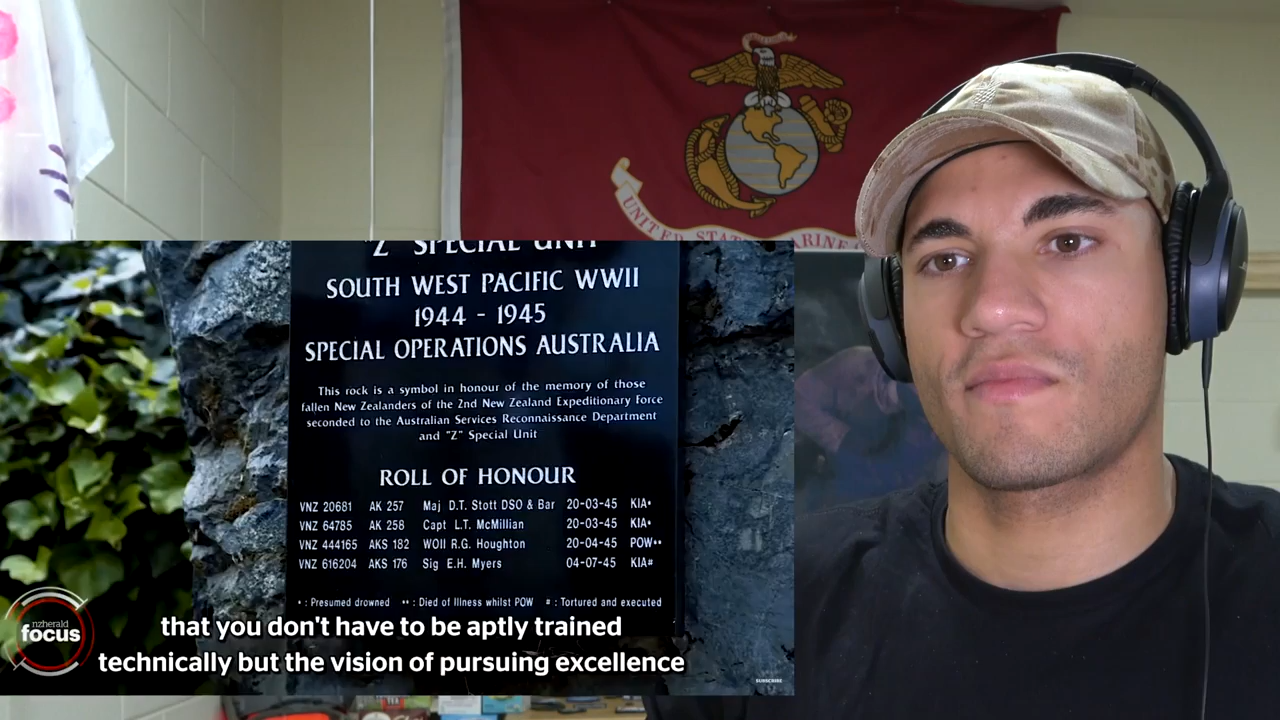 UNITED STATES MARINE
"Z" SPECIAL UNIT
SOUTH WEST PACIFIC WWII
1944 - 1945
SPECIAL OPERATIONS AUSTRALIA
This rock is a symbol in honour of the memory of those
fallen New Zealanders of the 2nd New Zealand Expeditionary Force
seconded to the Australian Services Reconnaissance Department
and "Z" Special Unit
ROLL OF HONOUR
VNZ 20681 AK 257 Maj D.T. Stott DSO & Bar 20-03-45 KIA*
VNZ 64785 AK 258 Capt L.T. McMillian 20-03-45 KIA*
VNZ 444165 AKS 182 WOII R.G. Houghton 20-04-45 POW**
VNZ 616204 AKS 176 Sig E.H. Myers 04-07-45 KIA#
* : Presumed drowned ** : Died of Illness whilst POW # : Tortured and executed
nzherald
focus
that you don't have to be aptly trained
technically but the vision of pursuing excellence
SUBSCRIBE